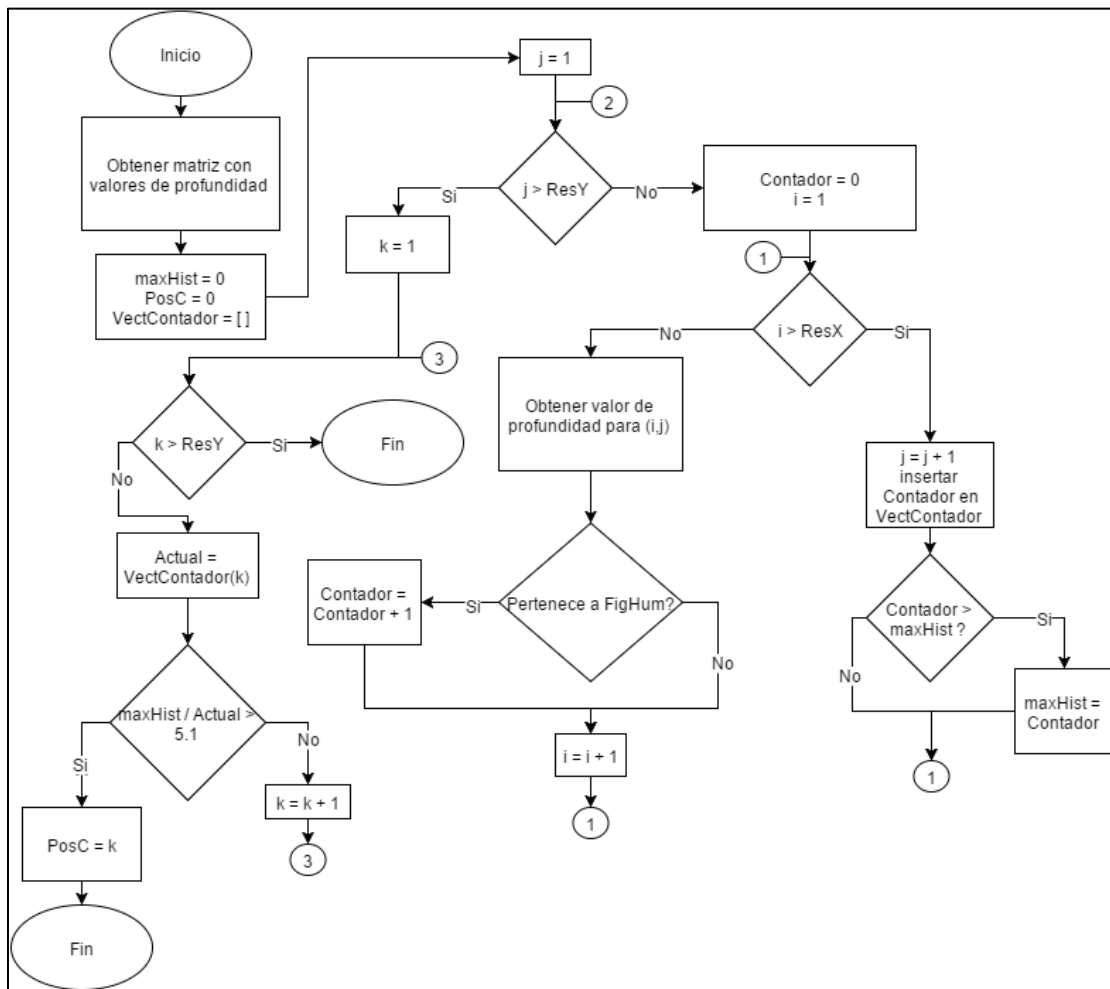 Inicio
Obtener matriz con
valores de profundidad
maxHist = 0
PosC = 0
VectContador = [ ]
j = 1
2
j > ResY
Si
No
k = 1
3
k > ResY
Si
Fin
No
Actual =
VectContador(k)
maxHist / Actual >
5.1
Si
No
PosC = k
Fin
k = k + 1
3
Contador = 0
i = 1
1
i > ResX
No
Si
Obtener valor de
profundidad para (i,j)
Pertenece a FigHum?
Si
No
Contador =
Contador + 1
i = i + 1
1
j = j + 1
insertar
Contador en
VectContador
Contador >
maxHist ?
No
Si
maxHist =
Contador
1